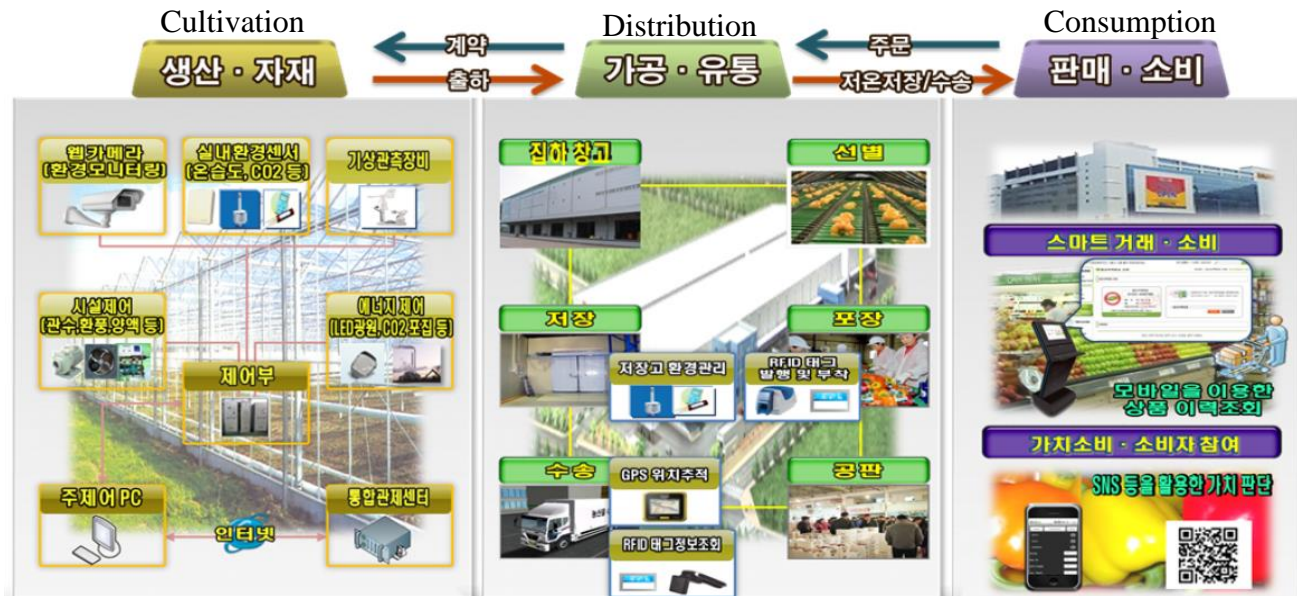 Cultivation
Distribution
Consumption
생산 · 자재
계약
출하
가공 · 유통
주문
저온저장/수송
판매 · 소비
웹카메라
(환경모니터링)
실내환경센서
(온습도, CO2 등)
기상관측장비
시설제어
(관수,환풍,양액 등)
에너지 제어
(LED광원,CO2포집 등)
제어부
주제어 PC
인터넷
통합관제센터
집하 창고
선별
저장
포장
저장고 환경관리
RFID 태그
발행 및 부착
수송
GPS 위치추적
공판
RFID 태그정보조회
스마트 거래 · 소비
모바일을 이용한
상품 이력조회
가치소비 · 소비자 참여
SNS 등을 활용한 가치 판단